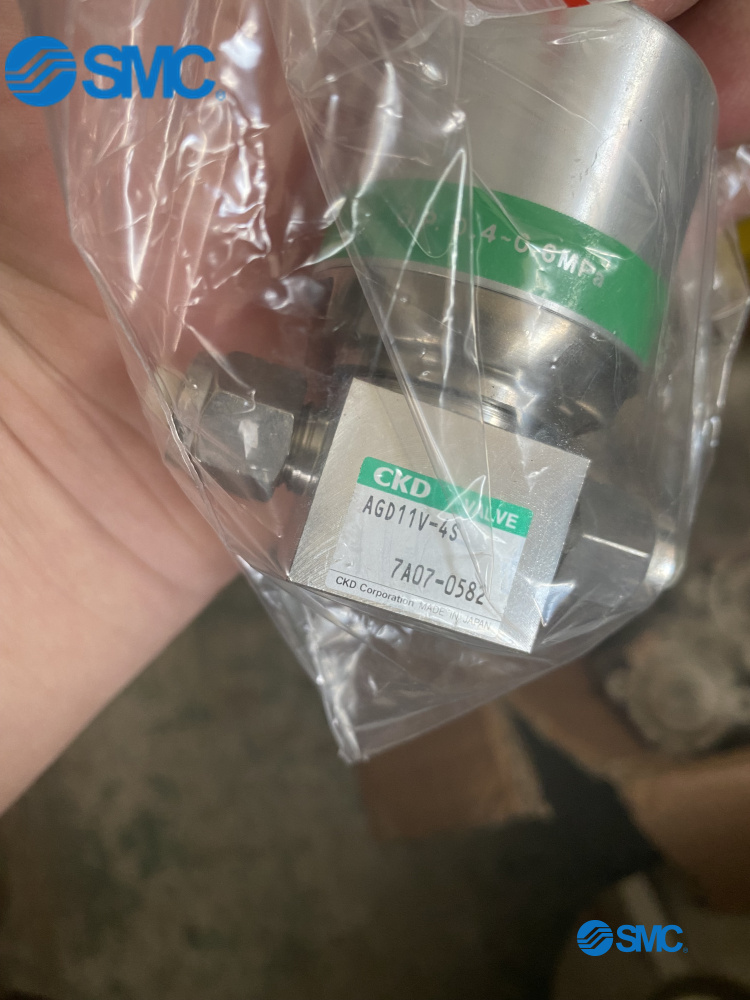 SMC
0.4~0.6MPa
CKD VALVE
AGD11V-4S
7A07-0582
CKD Corporation MADE IN JAPAN
SMC